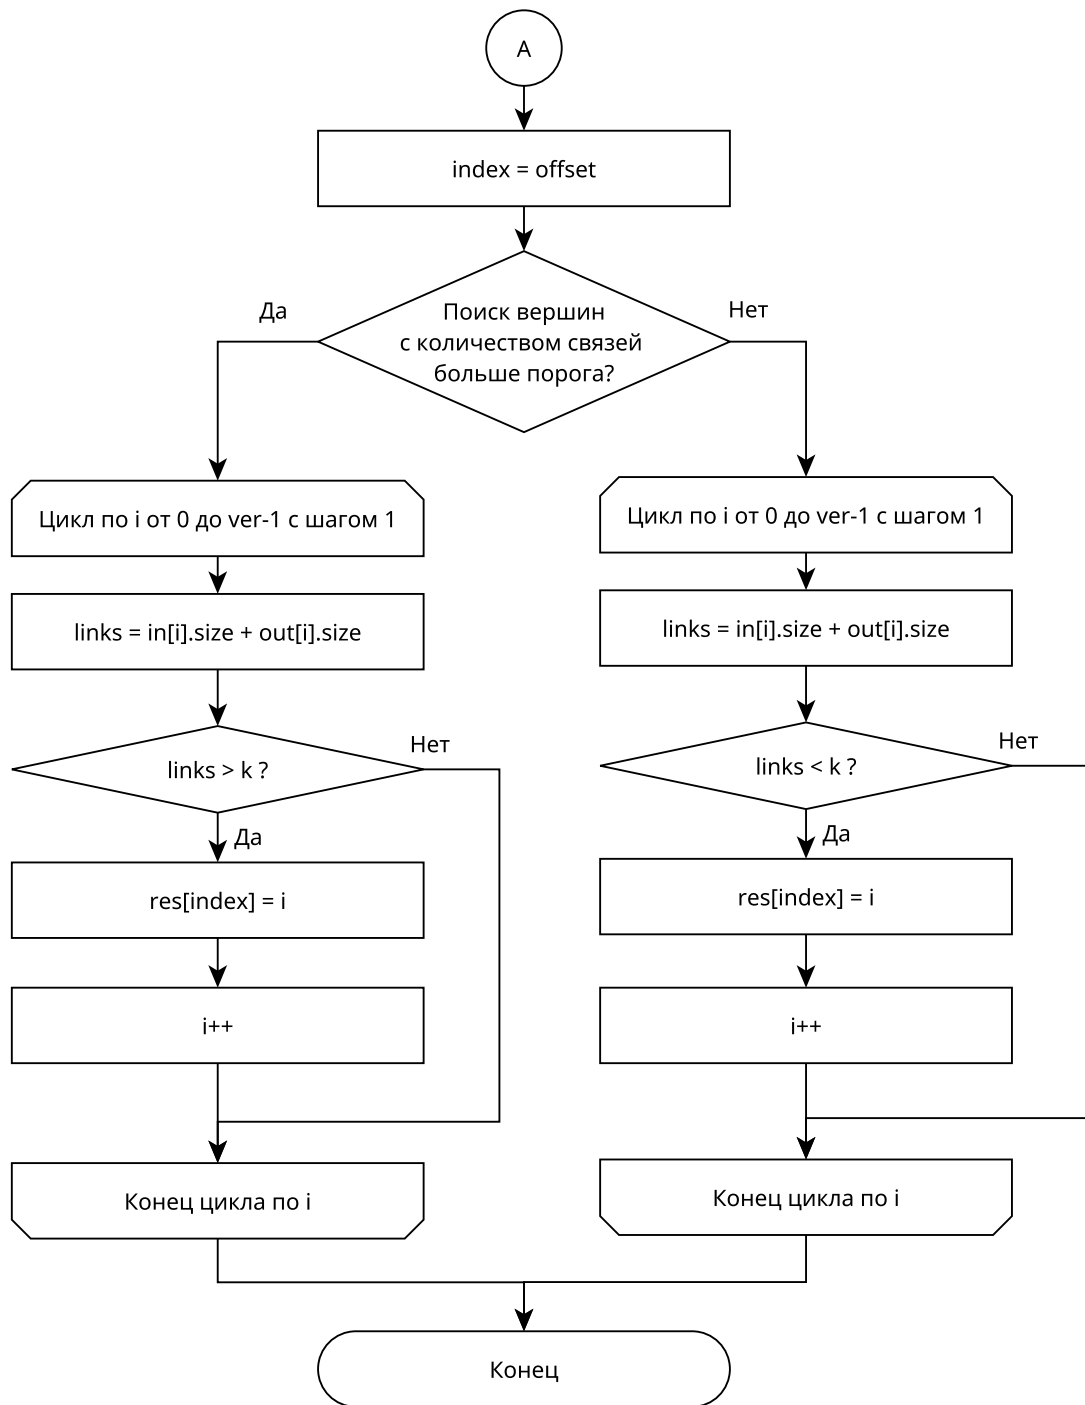 A
index = offset
Поиск вершин
с количеством связей
больше порога?
Да
Нет
Цикл по i от 0 до ver-1 с шагом 1
links = in[i].size + out[i].size
links > k ?
Нет
Да
res[index] = i
i++
Конец цикла по i
Цикл по i от 0 до ver-1 с шагом 1
links = in[i].size + out[i].size
links < k ?
Нет
Да
res[index] = i
i++
Конец цикла по i
Конец